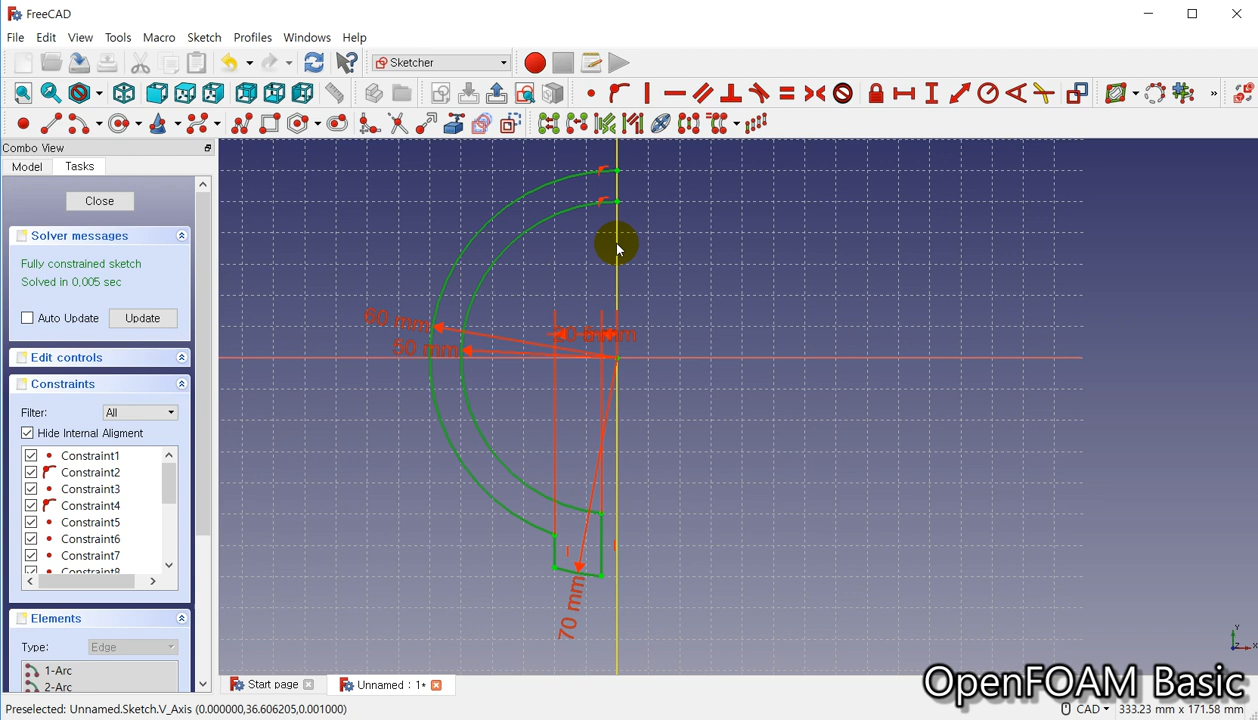 FreeCAD
File Edit View Tools Macro Sketch Profiles Windows Help
Sketcher
Combo View
Model Tasks
Close
Solver messages
Fully constrained sketch
Solved in 0,005 sec
Auto Update Update
Edit controls
Constraints
Filter: All
Hide Internal Aligment
Constraint1
Constraint2
Constraint3
Constraint4
Constraint5
Constraint6
Constraint7
Constraint8
Elements
Type: Edge
1-Arc
2-Arc
60 mm
50 mm
70 mm
Y
X
Z
Start page Unnamed : 1*
OpenFOAM Basic
Preselected: Unnamed.Sketch.V_Axis (0.000000,36.606205,0.001000) CAD 333.23 mm x 171.58 mm